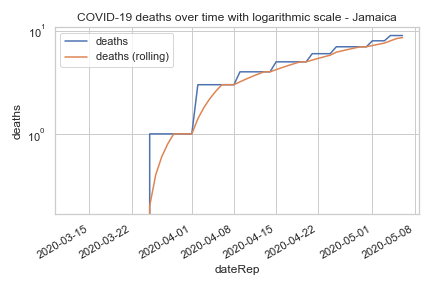 COVID-19 deaths over time with logarithmic scale - Jamaica
10¹
deaths
deaths (rolling)
deaths
10⁰
2020-03-15
2020-03-22
2020-04-01
2020-04-08
2020-04-15
2020-04-22
2020-05-01
2020-05-08
dateRep